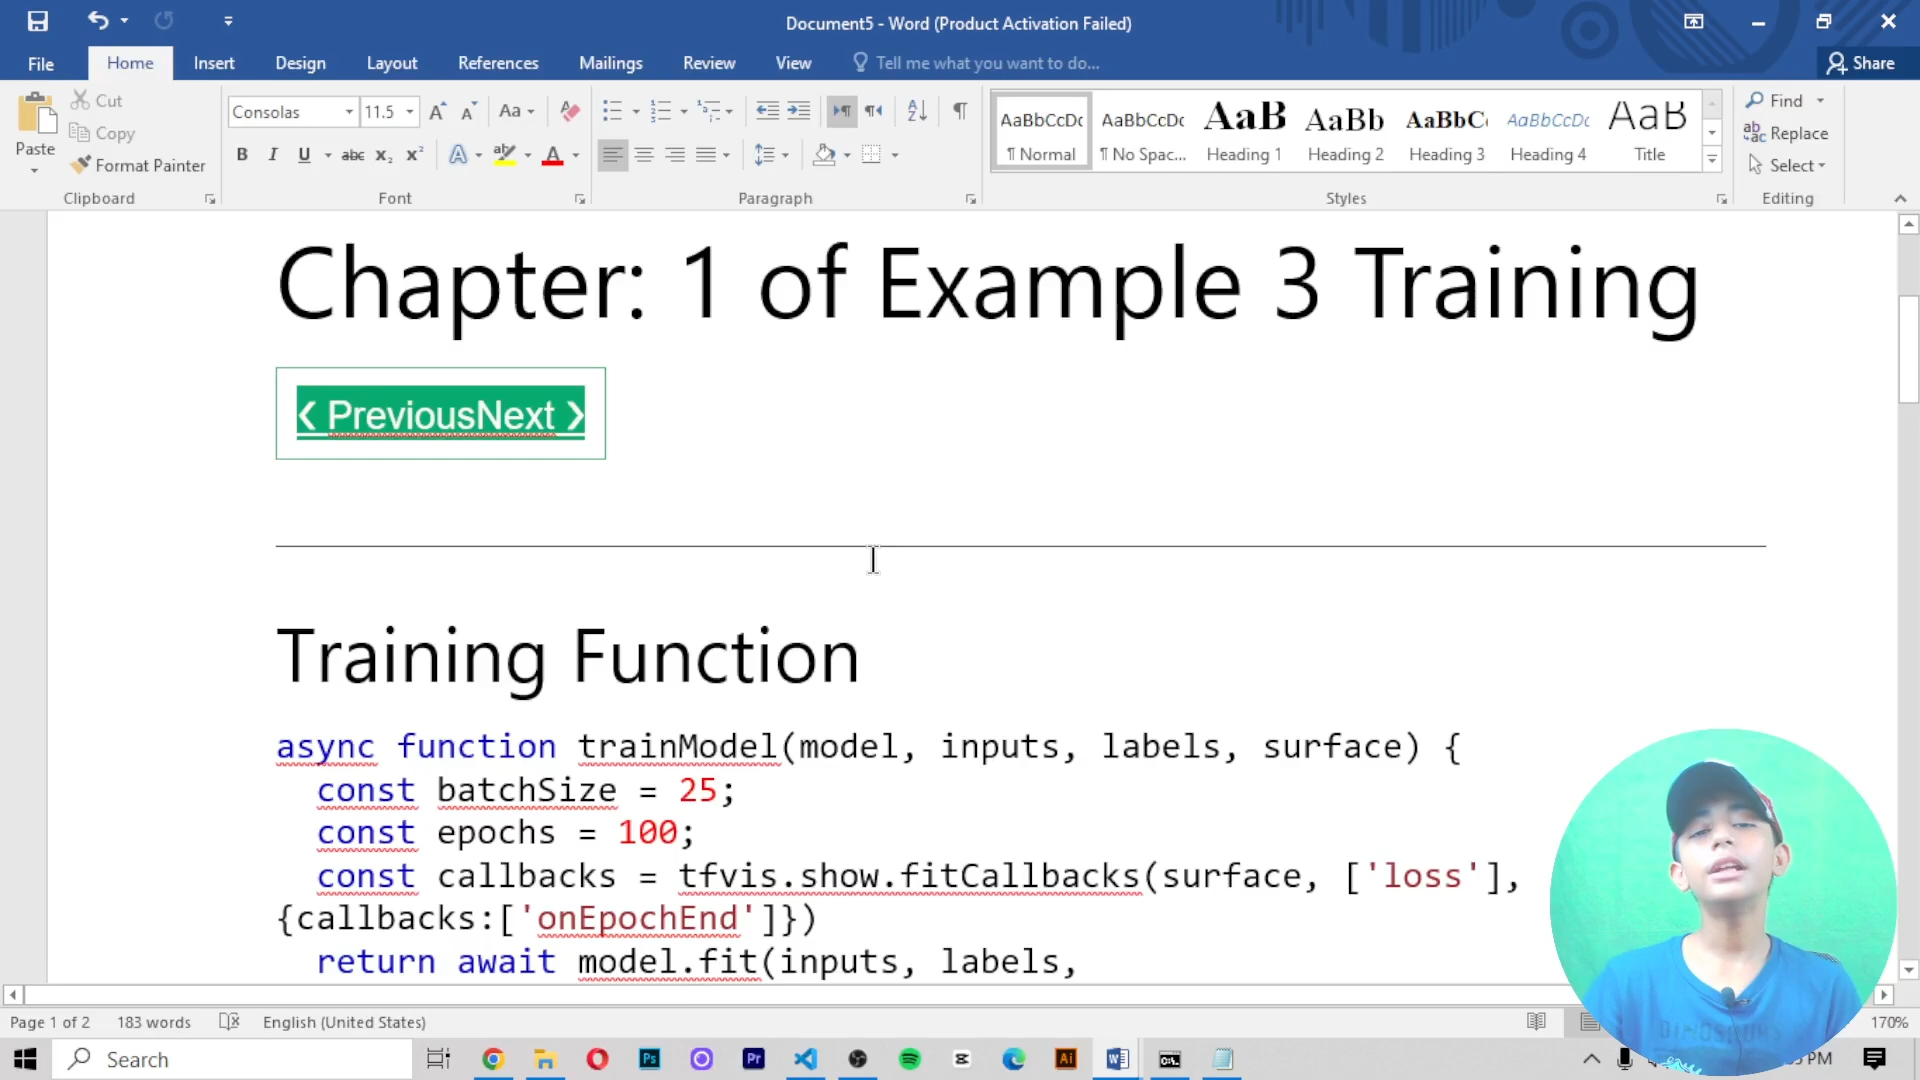 Document5 - Word (Product Activation Failed)
File Home Insert Design Layout References Mailings Review View Tell me what you want to do... Share
Paste
Cut
Copy
Format Painter
Clipboard
Consolas 11.5
Font
Paragraph
AaBbCcDc ¶ Normal
AaBbCcDc ¶ No Spac...
AaB Heading 1
AaBb Heading 2
AaBbC Heading 3
AaBbCcDc Heading 4
AaB Title
Styles
Find
Replace
Select
Editing
Chapter: 1 of Example 3 Training
❮ PreviousNext ❯
Training Function
async function trainModel(model, inputs, labels, surface) {
const batchSize = 25;
const epochs = 100;
const callbacks = tfvis.show.fitCallbacks(surface, ['loss'],
{callbacks:['onEpochEnd']})
return await model.fit(inputs, labels,
Page 1 of 2 183 words English (United States) 170%
Search
PM